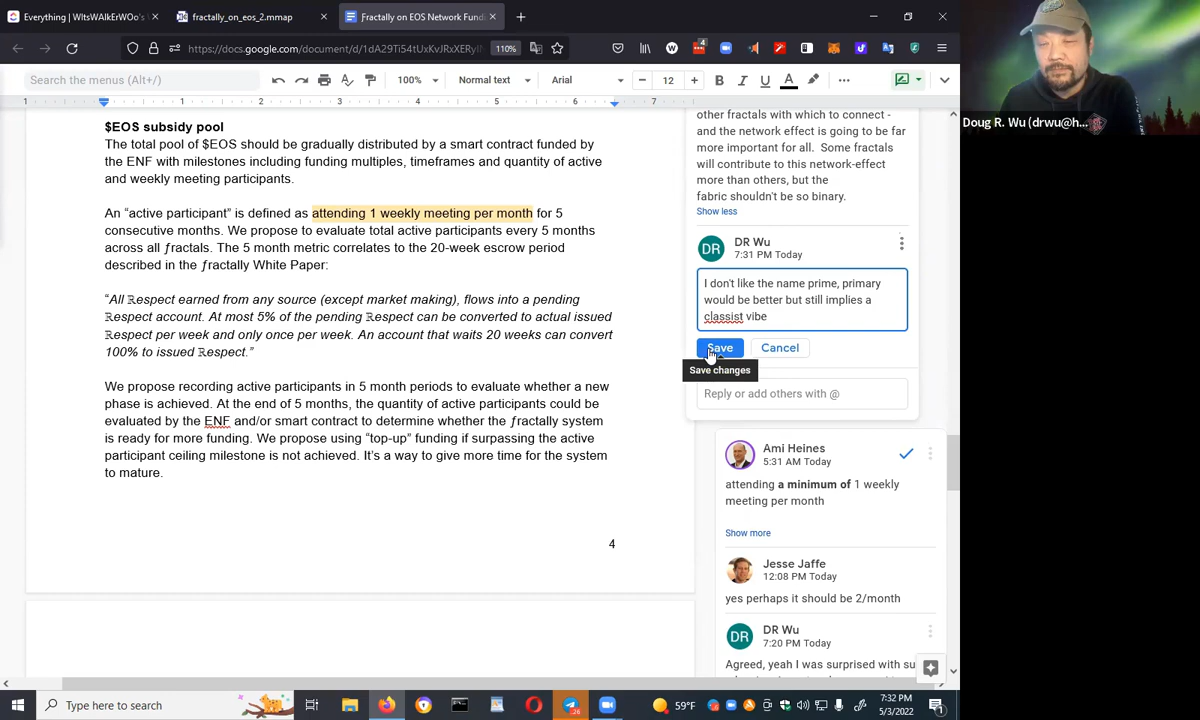 Everything | WItsWAlkErWOo's
fractally_on_eos_2.mmap
Ƒractally on EOS Network Fundi
https://docs.google.com/document/d/1dA29Ti54tUxKvJRxXERyI
110%
4
Search the menus (Alt+/)
100%
Normal text
Arial
12
B I U A
1 1 2 3 4 5 6 7
$EOS subsidy pool
The total pool of $EOS should be gradually distributed by a smart contract funded by
the ENF with milestones including funding multiples, timeframes and quantity of active
and weekly meeting participants.
An “active participant” is defined as attending 1 weekly meeting per month for 5
consecutive months. We propose to evaluate total active participants every 5 months
across all ƒractals. The 5 month metric correlates to the 20-week escrow period
described in the ƒractally White Paper:
“All ℝespect earned from any source (except market making), flows into a pending
ℝespect account. At most 5% of the pending ℝespect can be converted to actual issued
ℝespect per week and only once per week. An account that waits 20 weeks can convert
100% to issued ℝespect.”
We propose recording active participants in 5 month periods to evaluate whether a new
phase is achieved. At the end of 5 months, the quantity of active participants could be
evaluated by the ENF and/or smart contract to determine whether the ƒractally system
is ready for more funding. We propose using “top-up” funding if surpassing the active
participant ceiling milestone is not achieved. It’s a way to give more time for the system
to mature.
4
other fractals with which to connect -
and the network effect is going to be far
more important for all. Some fractals
will contribute to this network-effect
more than others, but the
fabric shouldn't be so binary.
Show less
DR
DR Wu
7:31 PM Today
I don't like the name prime, primary
would be better but still implies a
classist vibe
Save
Cancel
Save changes
Reply or add others with @
Ami Heines
5:31 AM Today
attending a minimum of 1 weekly
meeting per month
Show more
Jesse Jaffe
12:08 PM Today
yes perhaps it should be 2/month
DR
DR Wu
7:20 PM Today
Agreed, yeah I was surprised with su
Doug R. Wu (drwu@h...
Type here to search
59°F
7:32 PM
5/3/2022